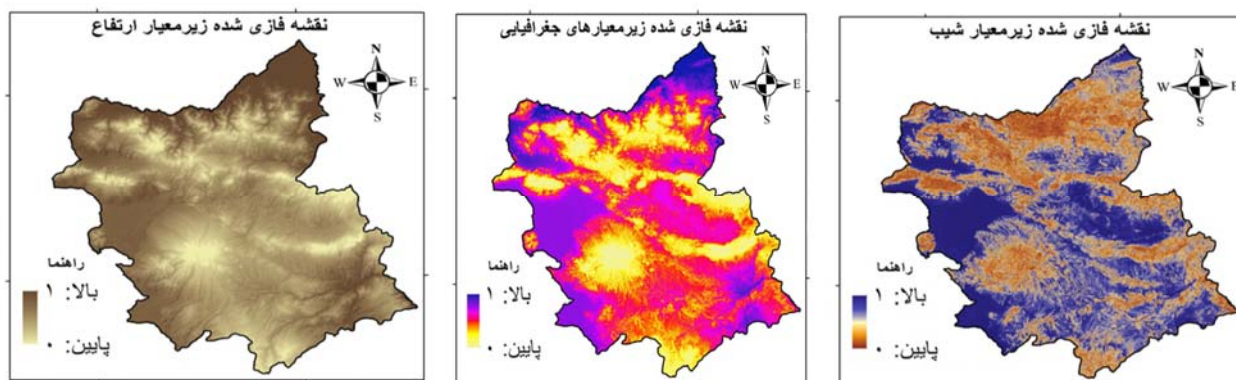 نقشه فازی شده زیرمعیار شیب
N
W E
S
راهنما
بالا: ۱
پایین: ۰
نقشه فازی شده زیرمعیارهای جغرافیایی
N
W E
S
راهنما
بالا: ۱
پایین: ۰
نقشه فازی شده زیرمعیار ارتفاع
N
W E
S
راهنما
بالا: ۱
پایین: ۰